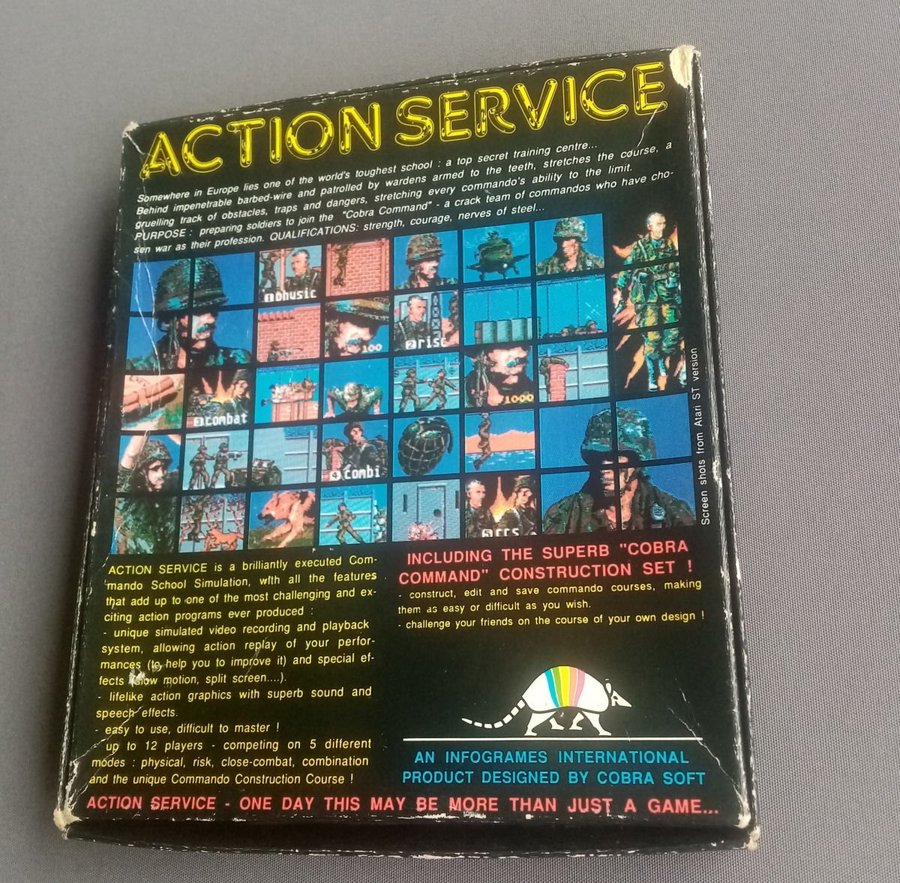 ACTION SERVICE
Somewhere in Europe lies one of the world's toughest school : a top secret training centre...
Behind impenetrable barbed-wire and patrolled by wardens armed to the teeth, stretches the course, a
gruelling track of obstacles, traps and dangers, stretching every commando's ability to the limit.
PURPOSE : preparing soldiers to join the "Cobra Command" - a crack team of commandos who have cho-
sen war as their profession. QUALIFICATIONS: strength, courage, nerves of steel...
1 phusic
100
2 risc
3 combat
1000
4 combi
5 ccs
Screen shots from Atari ST version
ACTION SERVICE is a brilliantly executed Com-
mando School Simulation, with all the features
that add up to one of the most challenging and ex-
citing action programs ever produced :
- unique simulated video recording and playback
system, allowing action replay of your perfor-
mances (to help you to improve it) and special ef-
fects (slow motion, split screen....).
- lifelike action graphics with superb sound and
speech effects.
- easy to use, difficult to master !
up to 12 players - competing on 5 different
modes : physical, risk, close-combat, combination
and the unique Commando Construction Course !
INCLUDING THE SUPERB "COBRA
COMMAND" CONSTRUCTION SET !
- construct, edit and save commando courses, making
them as easy or difficult as you wish.
- challenge your friends on the course of your own design !
AN INFOGRAMES INTERNATIONAL
PRODUCT DESIGNED BY COBRA SOFT
ACTION SERVICE - ONE DAY THIS MAY BE MORE THAN JUST A GAME...